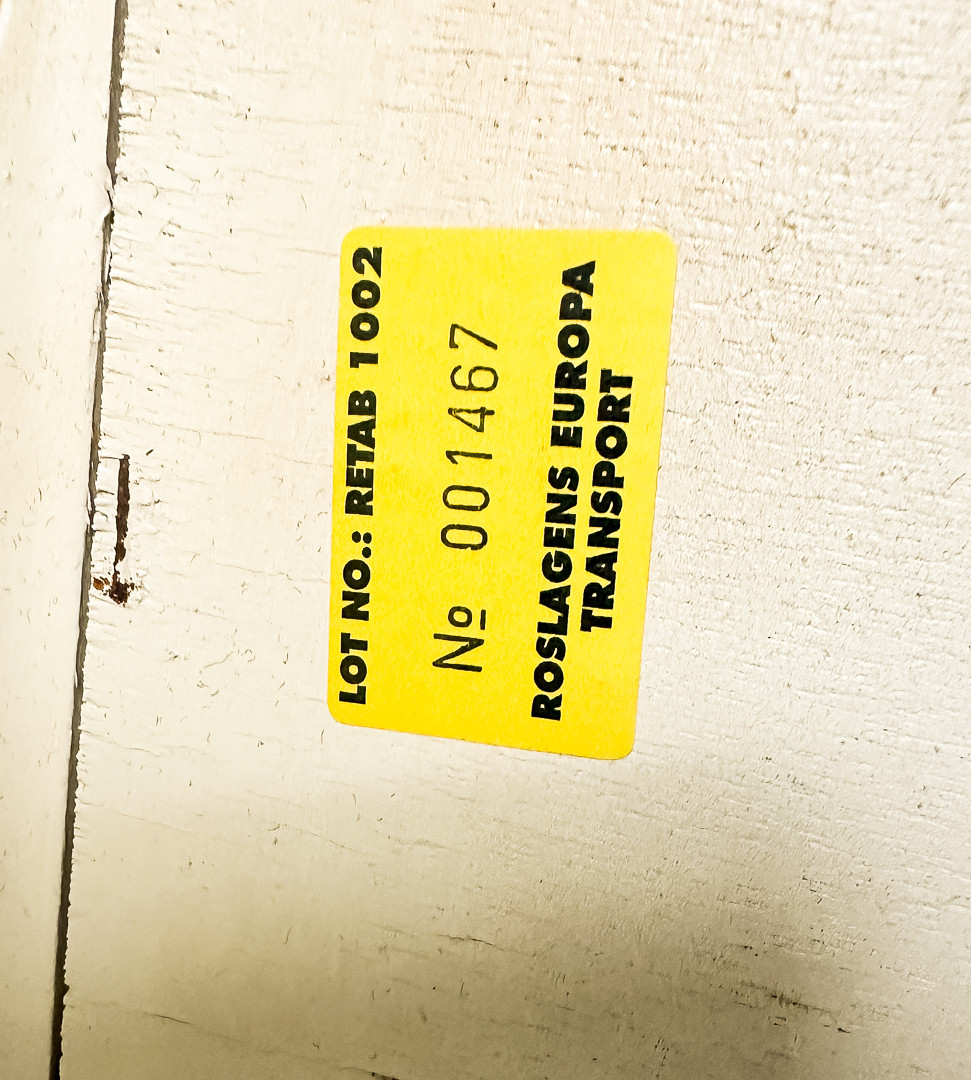 LOT NO.: RETAB 1002
Nº 001467
ROSLAGENS EUROPA
TRANSPORT